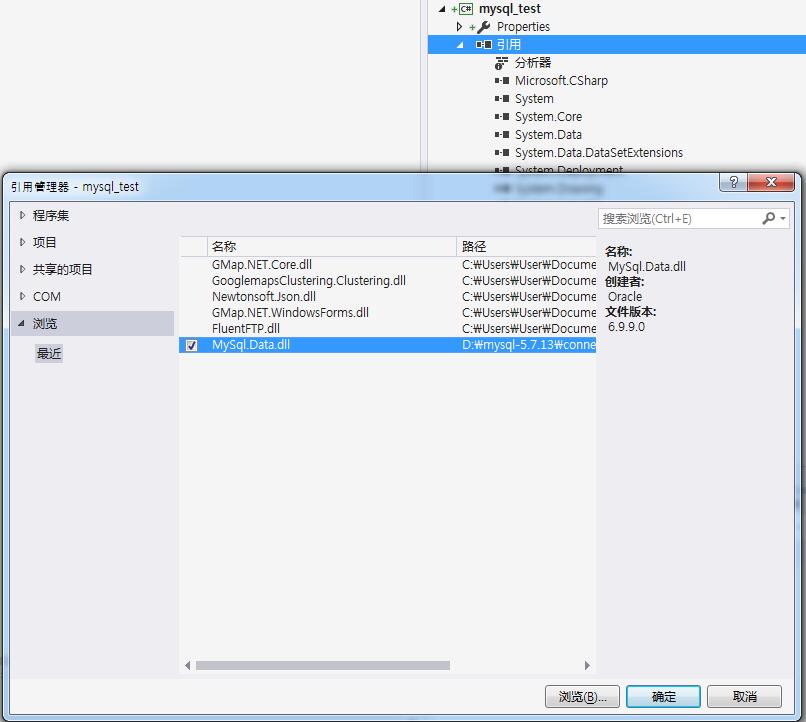 mysql_test
Properties
引用
分析器
Microsoft.CSharp
System
System.Core
System.Data
System.Data.DataSetExtensions
System.Deployment
System.Drawing
引用管理器 - mysql_test
程序集
项目
共享的项目
COM
浏览
最近
搜索浏览(Ctrl+E)
名称 路径
GMap.NET.Core.dll C:₩Users₩User₩Docume
GooglemapsClustering.Clustering.dll C:₩Users₩User₩Docume
Newtonsoft.Json.dll C:₩Users₩User₩Docume
GMap.NET.WindowsForms.dll C:₩Users₩User₩Docume
FluentFTP.dll C:₩Users₩User₩Docume
MySql.Data.dll D:₩mysql-5.7.13₩conne
名称:
MySql.Data.dll
创建者:
Oracle
文件版本:
6.9.9.0
浏览(B)... 确定 取消